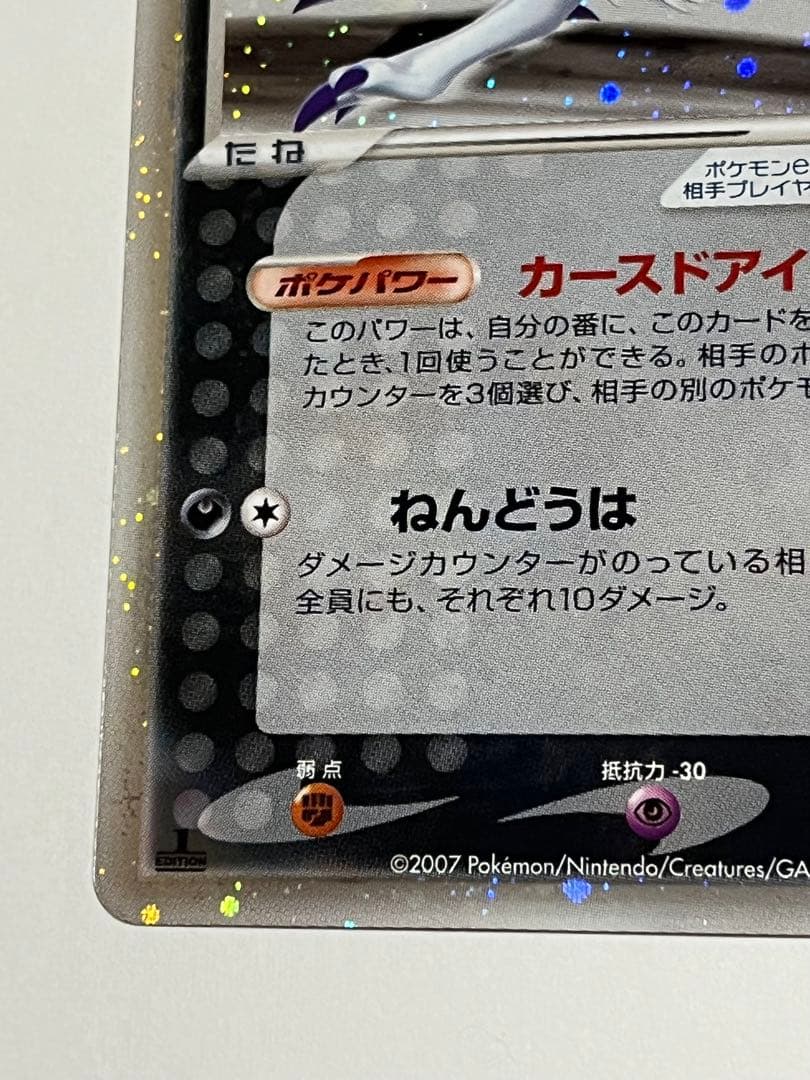 たね
ポケモンe
相手プレイヤ
ポケパワー カースドアイ
このパワーは、自分の番に、このカードを
たとき、1回使うことができる。相手のポ
カウンターを3個選び、相手の別のポケモ
ねんどうは
ダメージカウンターがのっている相
全員にも、それぞれ10ダメージ。
弱点
抵抗力 -30
1
EDITION
©2007 Pokémon/Nintendo/Creatures/GA